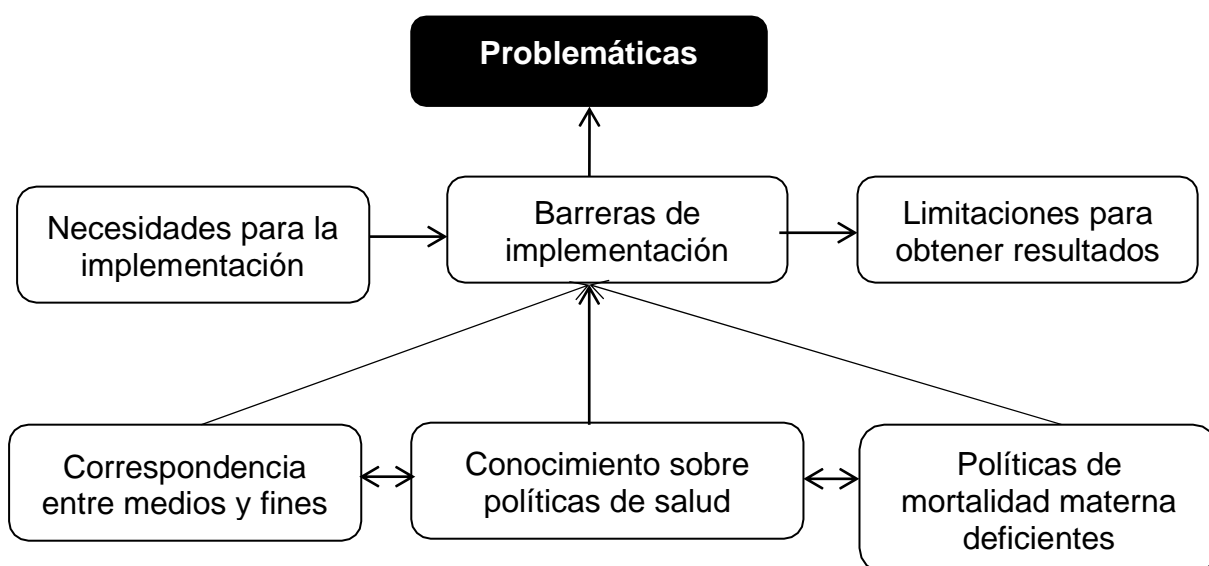 Problemáticas
Necesidades para la
implementación
Barreras de
implementación
Limitaciones para
obtener resultados
Correspondencia
entre medios y fines
Conocimiento sobre
políticas de salud
Políticas de
mortalidad materna
deficientes